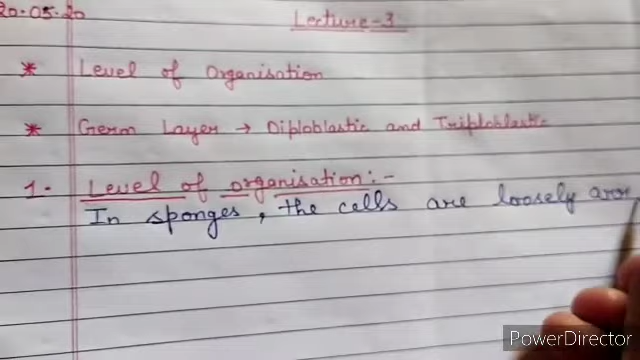 20.05.20
Lecture-3
* Level of Organisation
* Germ Layer → Diploblastic and Triploblastic
1. Level of organisation:-
In sponges, the cells are loosely arr
PowerDirector